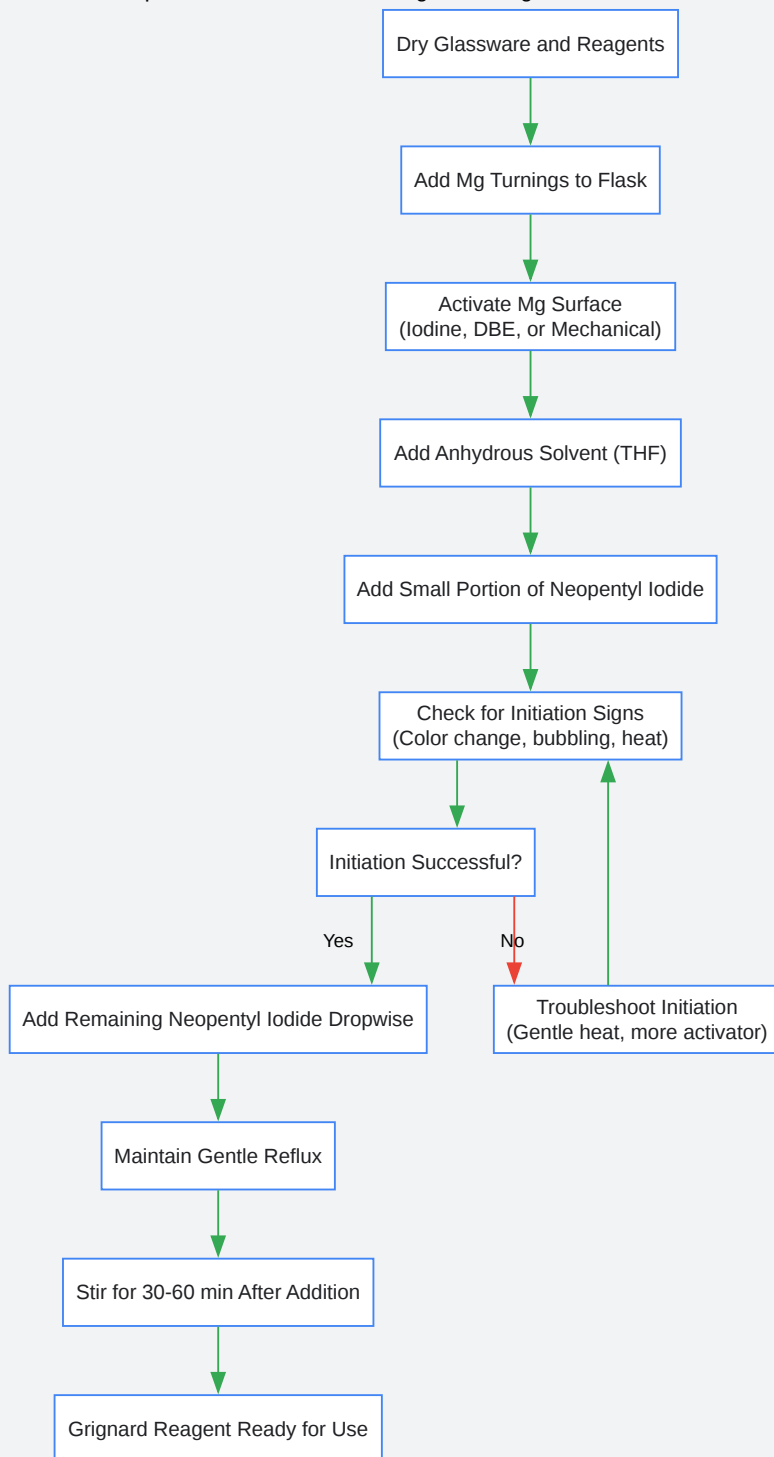 Dry Glassware and Reagents
Add Mg Turnings to Flask
Activate Mg Surface
(Iodine, DBE, or Mechanical)
Add Anhydrous Solvent (THF)
Add Small Portion of Neopentyl Iodide
Check for Initiation Signs
(Color change, bubbling, heat)
Initiation Successful?
Yes
No
Add Remaining Neopentyl Iodide Dropwise
Troubleshoot Initiation
(Gentle heat, more activator)
Maintain Gentle Reflux
Stir for 30-60 min After Addition
Grignard Reagent Ready for Use